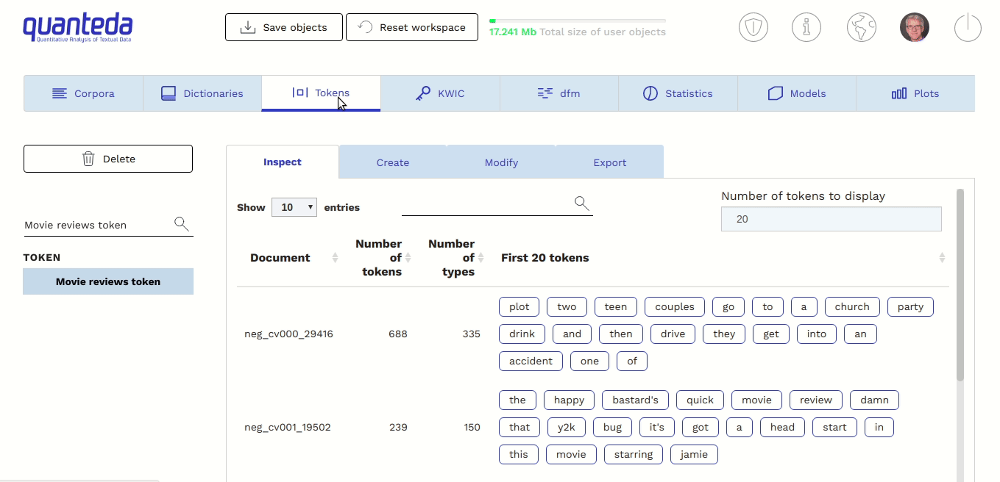 quanteda
Quantitative Analysis of Textual Data
Save objects
Reset workspace
17.241 Mb Total size of user objects
Corpora
Dictionaries
Tokens
KWIC
dfm
Statistics
Models
Plots
Delete
Movie reviews token
TOKEN
Movie reviews token
Inspect
Create
Modify
Export
Show 10 entries
Number of tokens to display
20
Document
Number of tokens
Number of types
First 20 tokens
neg_cv000_29416 688 335
plot two teen couples go to a church party
drink and then drive they get into an
accident one of
neg_cv001_19502 239 150
the happy bastard's quick movie review damn
that y2k bug it's got a head start in
this movie starring jamie